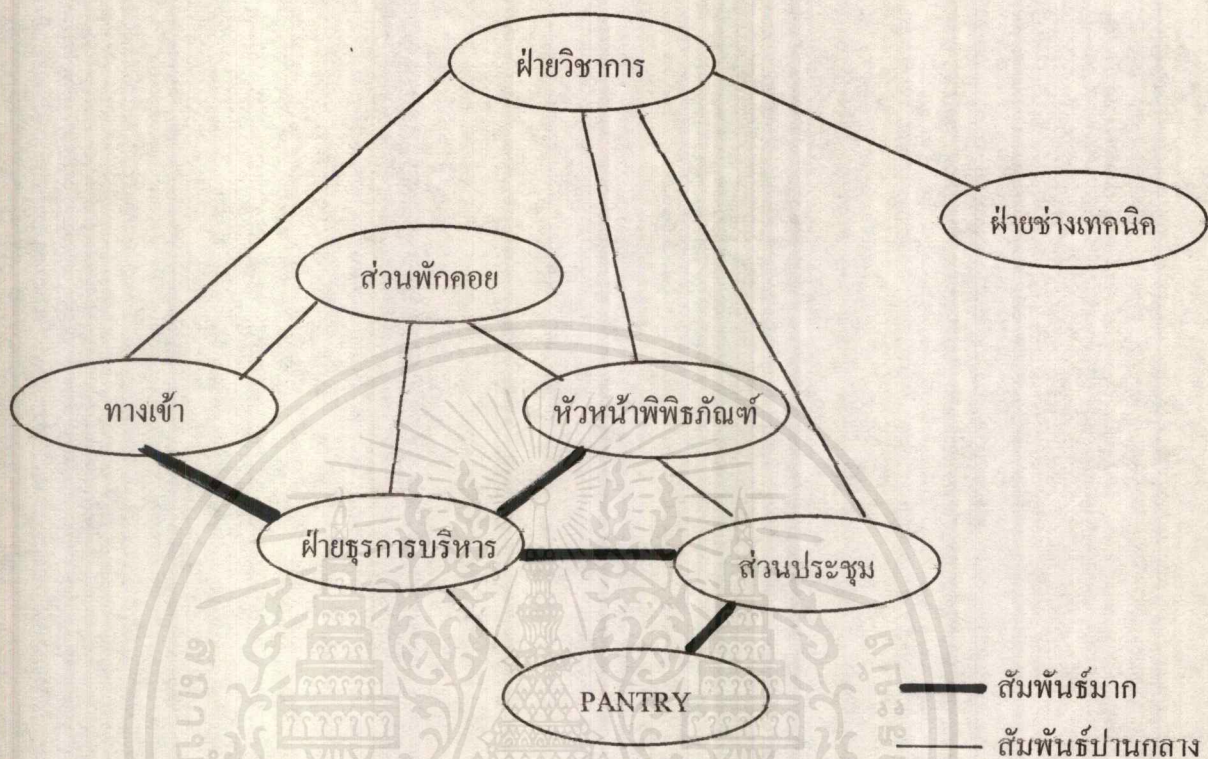 ฝ่ายวิชาการ
ฝ่ายช่างเทคนิค
ส่วนพักคอย
ทางเข้า
หัวหน้าพิพิธภัณฑ์
ฝ่ายธุรการบริหาร
ส่วนประชุม
PANTRY
สัมพันธ์มาก
สัมพันธ์ปานกลาง